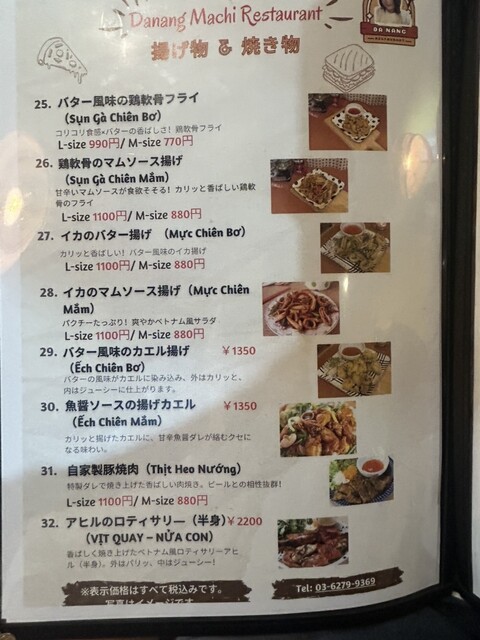 Danang Machi Restaurant
DA NANG
揚げ物 & 焼き物
25. バター風味の鶏軟骨フライ
(Sụn Gà Chiên Bơ)
コリコリ食感×バターの香ばしさ！鶏軟骨フライ
L-size 990円/ M-size 770円
26. 鶏軟骨のマムソース揚げ
(Sụn Gà Chiên Mắm)
甘辛いマムソースが食欲そそる！カリッと香ばしい鶏軟
骨のフライ
L-size 1100円/ M-size 880円
27. イカのバター揚げ (Mực Chiên Bơ)
カリッと香ばしい！バター風味のイカ揚げ
L-size 1100円/ M-size 880円
28. イカのマムソース揚げ (Mực Chiên
Mắm)
パクチーたっぷり！爽やかベトナム風サラダ
L-size 1100円/ M-size 880円
29. バター風味のカエル揚げ ￥1350
(Ếch Chiên Bơ)
バターの風味がカエルに染み込み、外はカリッと、
内はジューシーに仕上がります。
30. 魚醤ソースの揚げカエル ￥1350
(Ếch Chiên Mắm)
カリッと揚げたカエルに、甘辛魚醤ダレが絡むクセに
なる味わい。
31. 自家製豚焼肉 (Thịt Heo Nướng)
特製ダレで焼き上げた香ばしい肉焼き。ビールとの相性抜群！
L-size 1100円/ M-size 880円
32. アヒルのロティサリー (半身) ￥2200
(VỊT QUAY – NỬA CON)
香ばしく焼き上げたベトナム風ロティサリーアヒ
ル（半身）。外はパリッ、中はジューシー！
※表示価格はすべて税込みです。
写真はイメージです
Tel: 03-6279-9369